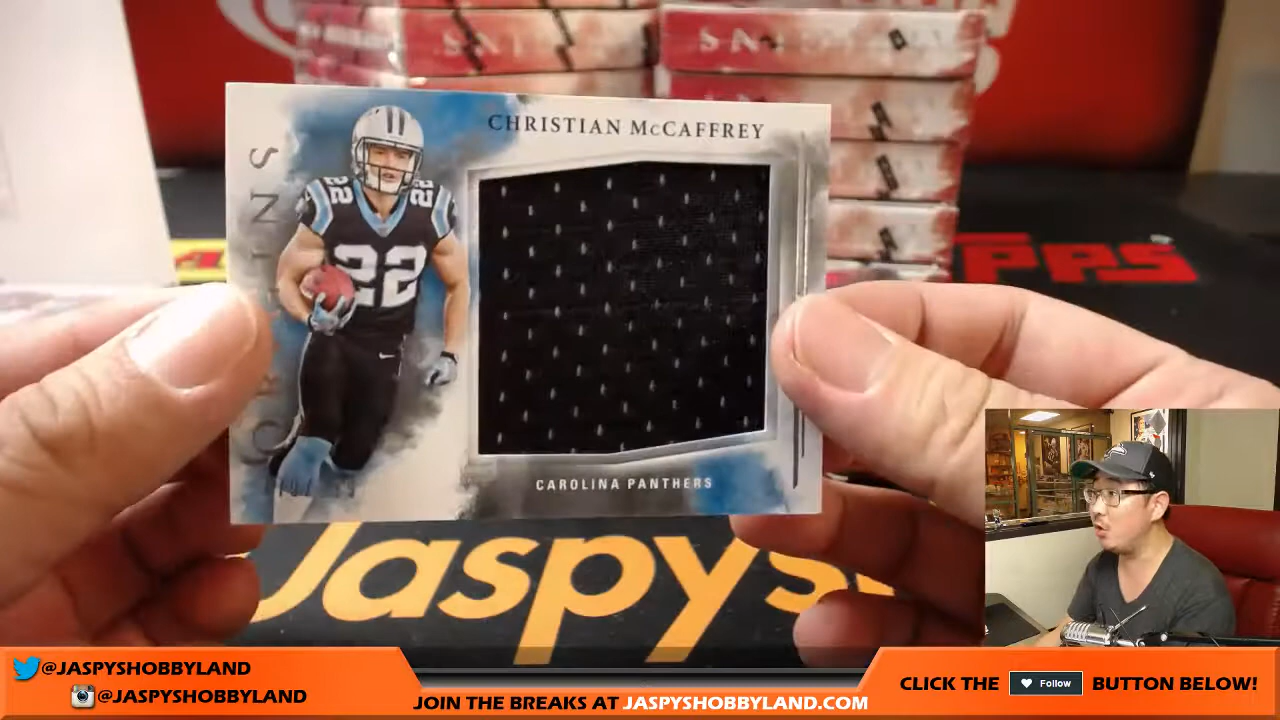 CHRISTIAN McCAFFREY
22
22
22
CAROLINA PANTHERS
Jaspys
@JASPYSHOBBYLAND
@JASPYSHOBBYLAND
JOIN THE BREAKS AT JASPYSHOBBYLAND.COM
CLICK THE Follow BUTTON BELOW!